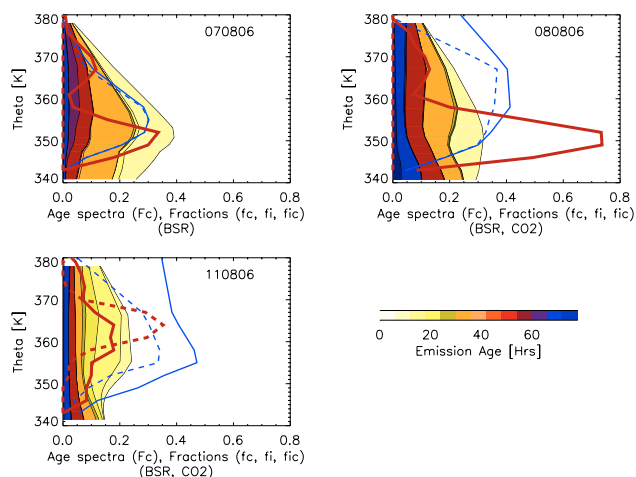 380
370
360
350
340
Theta [K]
070806
0.0 0.2 0.4 0.6 0.8
Age spectra (Fc), Fractions (fc, fi, fic)
(BSR)
380
370
360
350
340
Theta [K]
080806
0.0 0.2 0.4 0.6 0.8
Age spectra (Fc), Fractions (fc, fi, fic)
(BSR, CO2)
380
370
360
350
340
Theta [K]
110806
0.0 0.2 0.4 0.6 0.8
Age spectra (Fc), Fractions (fc, fi, fic)
(BSR, CO2)
0 20 40 60
Emission Age [Hrs]